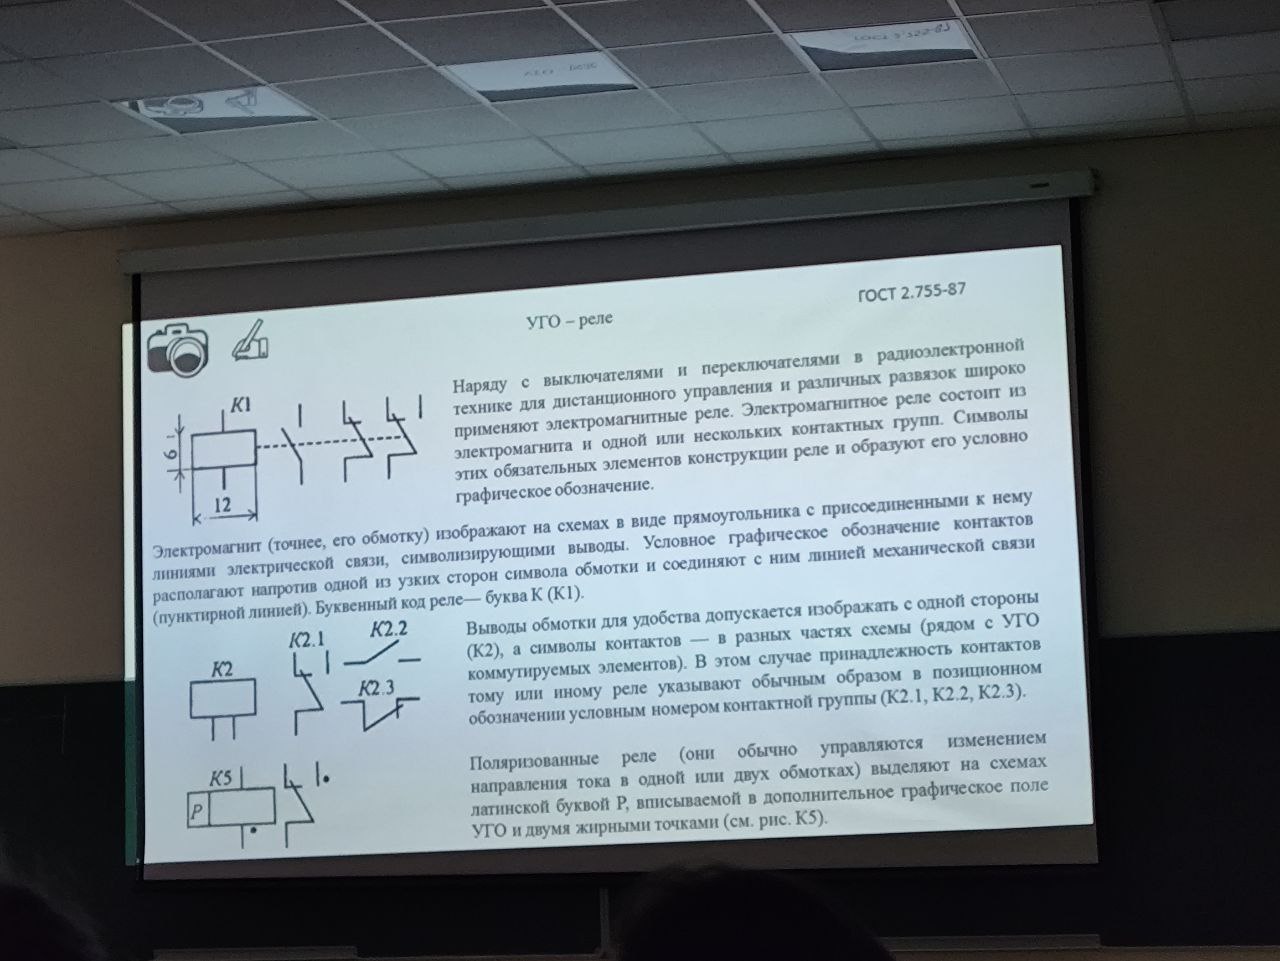 ГОСТ 2.755-87
УГО – реле
Наряду с выключателями и переключателями в радиоэлектронной
технике для дистанционного управления и различных развязок широко
применяют электромагнитные реле. Электромагнитное реле состоит из
электромагнита и одной или нескольких контактных групп. Символы
этих обязательных элементов конструкции реле и образуют его условно
графическое обозначение.
K1
6
12
Электромагнит (точнее, его обмотку) изображают на схемах в виде прямоугольника с присоединенными к нему
линиями электрической связи, символизирующими выводы. Условное графическое обозначение контактов
располагают напротив одной из узких сторон символа обмотки и соединяют с ним линией механической связи
(пунктирной линией). Буквенный код реле— буква К (К1).
K2
K2.1
K2.2
K2.3
Выводы обмотки для удобства допускается изображать с одной стороны
(К2), а символы контактов — в разных частях схемы (рядом с УГО
коммутируемых элементов). В этом случае принадлежность контактов
тому или иному реле указывают обычным образом в позиционном
обозначении условным номером контактной группы (К2.1, К2.2, К2.3).
K5
P
Поляризованные реле (они обычно управляются изменением
направления тока в одной или двух обмотках) выделяют на схемах
латинской буквой Р, вписываемой в дополнительное графическое поле
УГО и двумя жирными точками (см. рис. К5).